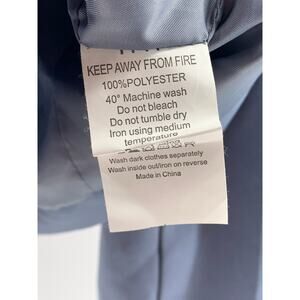 KEEP AWAY FROM FIRE
100%POLYESTER
40° Machine wash
Do not bleach
Do not tumble dry
Iron using medium
temperature
Wash dark clothes separately
Wash inside out/iron on reverse
Made in China